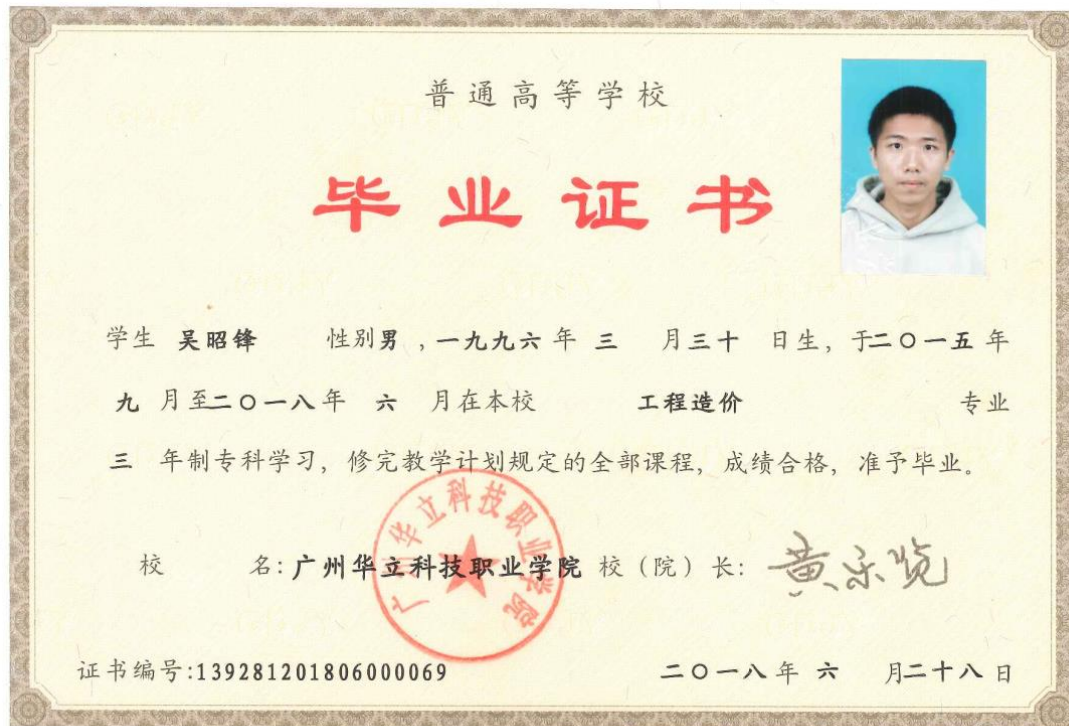 普通高等学校
毕业证书
学生 吴昭锋 性别男，一九九六年 三 月三十 日生，于二〇一五年
九 月至二〇一八年 六 月在本校 工程造价 专业
三 年制专科学习，修完教学计划规定的全部课程，成绩合格，准予毕业。
校 名：广州华立科技职业学院 校（院）长：
广州华立科技职业学院
证书编号:139281201806000069 二〇一八年 六 月二十八日